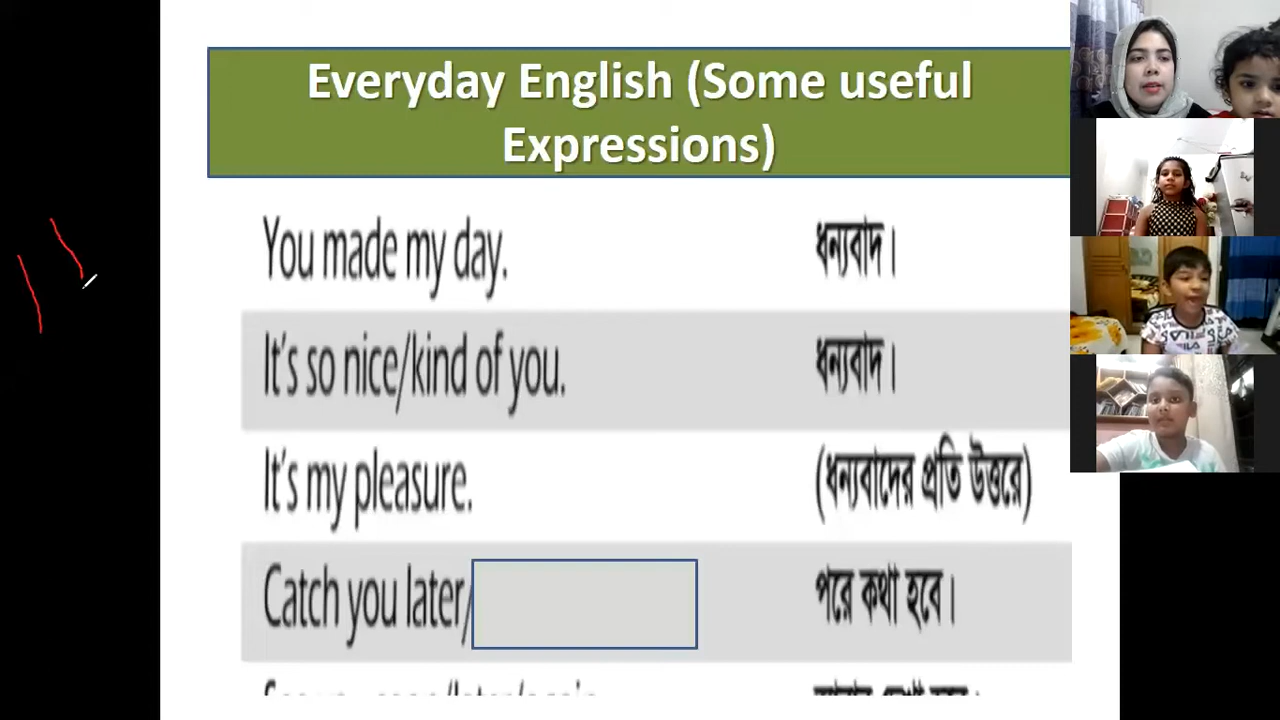 Everyday English (Some useful
Expressions)
You made my day. ধন্যবাদ।
It's so nice/kind of you. ধন্যবাদ।
It's my pleasure. (ধন্যবাদের প্রতি উত্তরে)
Catch you later/ পরে কথা হবে।